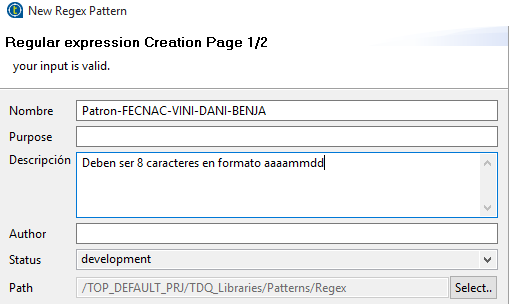 New Regex Pattern
Regular expression Creation Page 1/2
your input is valid.
Nombre Patron-FECNAC-VINI-DANI-BENJA
Purpose
Descripción Deben ser 8 caracteres en formato aaaammdd
Author
Status development
Path /TOP_DEFAULT_PRJ/TDQ_Libraries/Patterns/Regex Select..